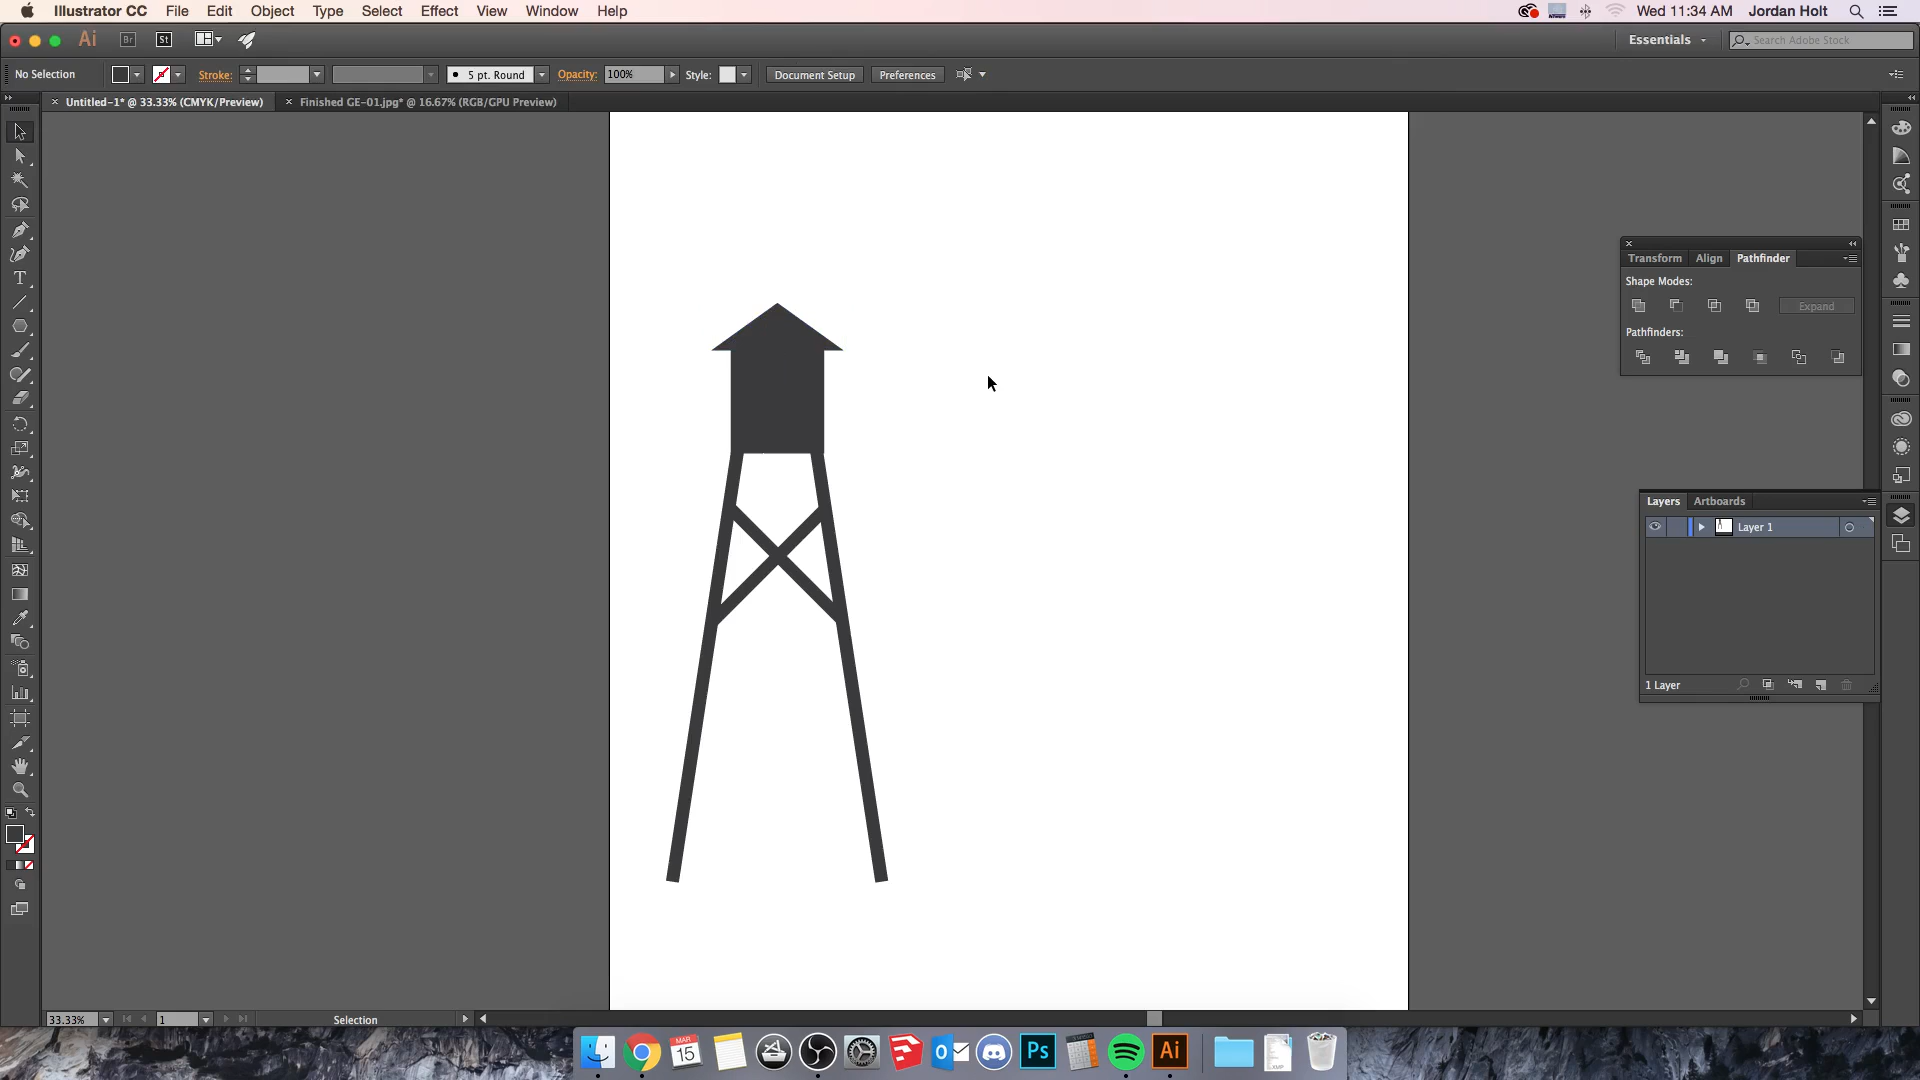 Illustrator CC File Edit Object Type Select Effect View Window Help Wed 11:34 AM Jordan Holt
Ai Br St Essentials Search Adobe Stock
No Selection Stroke: 5 pt. Round Opacity: 100% Style: Document Setup Preferences
Untitled-1* @ 33.33% (CMYK/Preview) Finished GE-01.jpg* @ 16.67% (RGB/GPU Preview)
Transform Align Pathfinder
Shape Modes:
Expand
Pathfinders:
Layers Artboards
Layer 1
1 Layer
33.33% 1 Selection
MAR
15
Ps
Ai
XMP